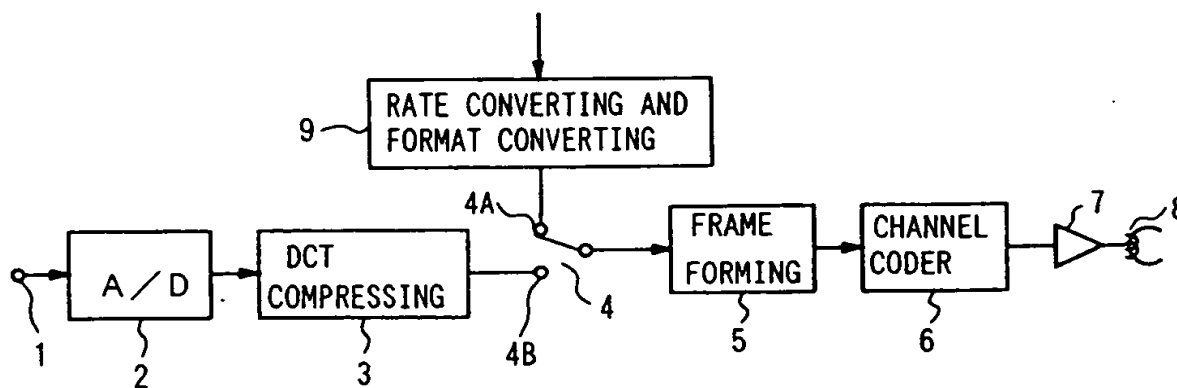 RATE CONVERTING AND
FORMAT CONVERTING
9
4A
7
8
FRAME
FORMING
CHANNEL
CODER
A/D
DCT
COMPRESSING
4
1
2
3
4B
5
6